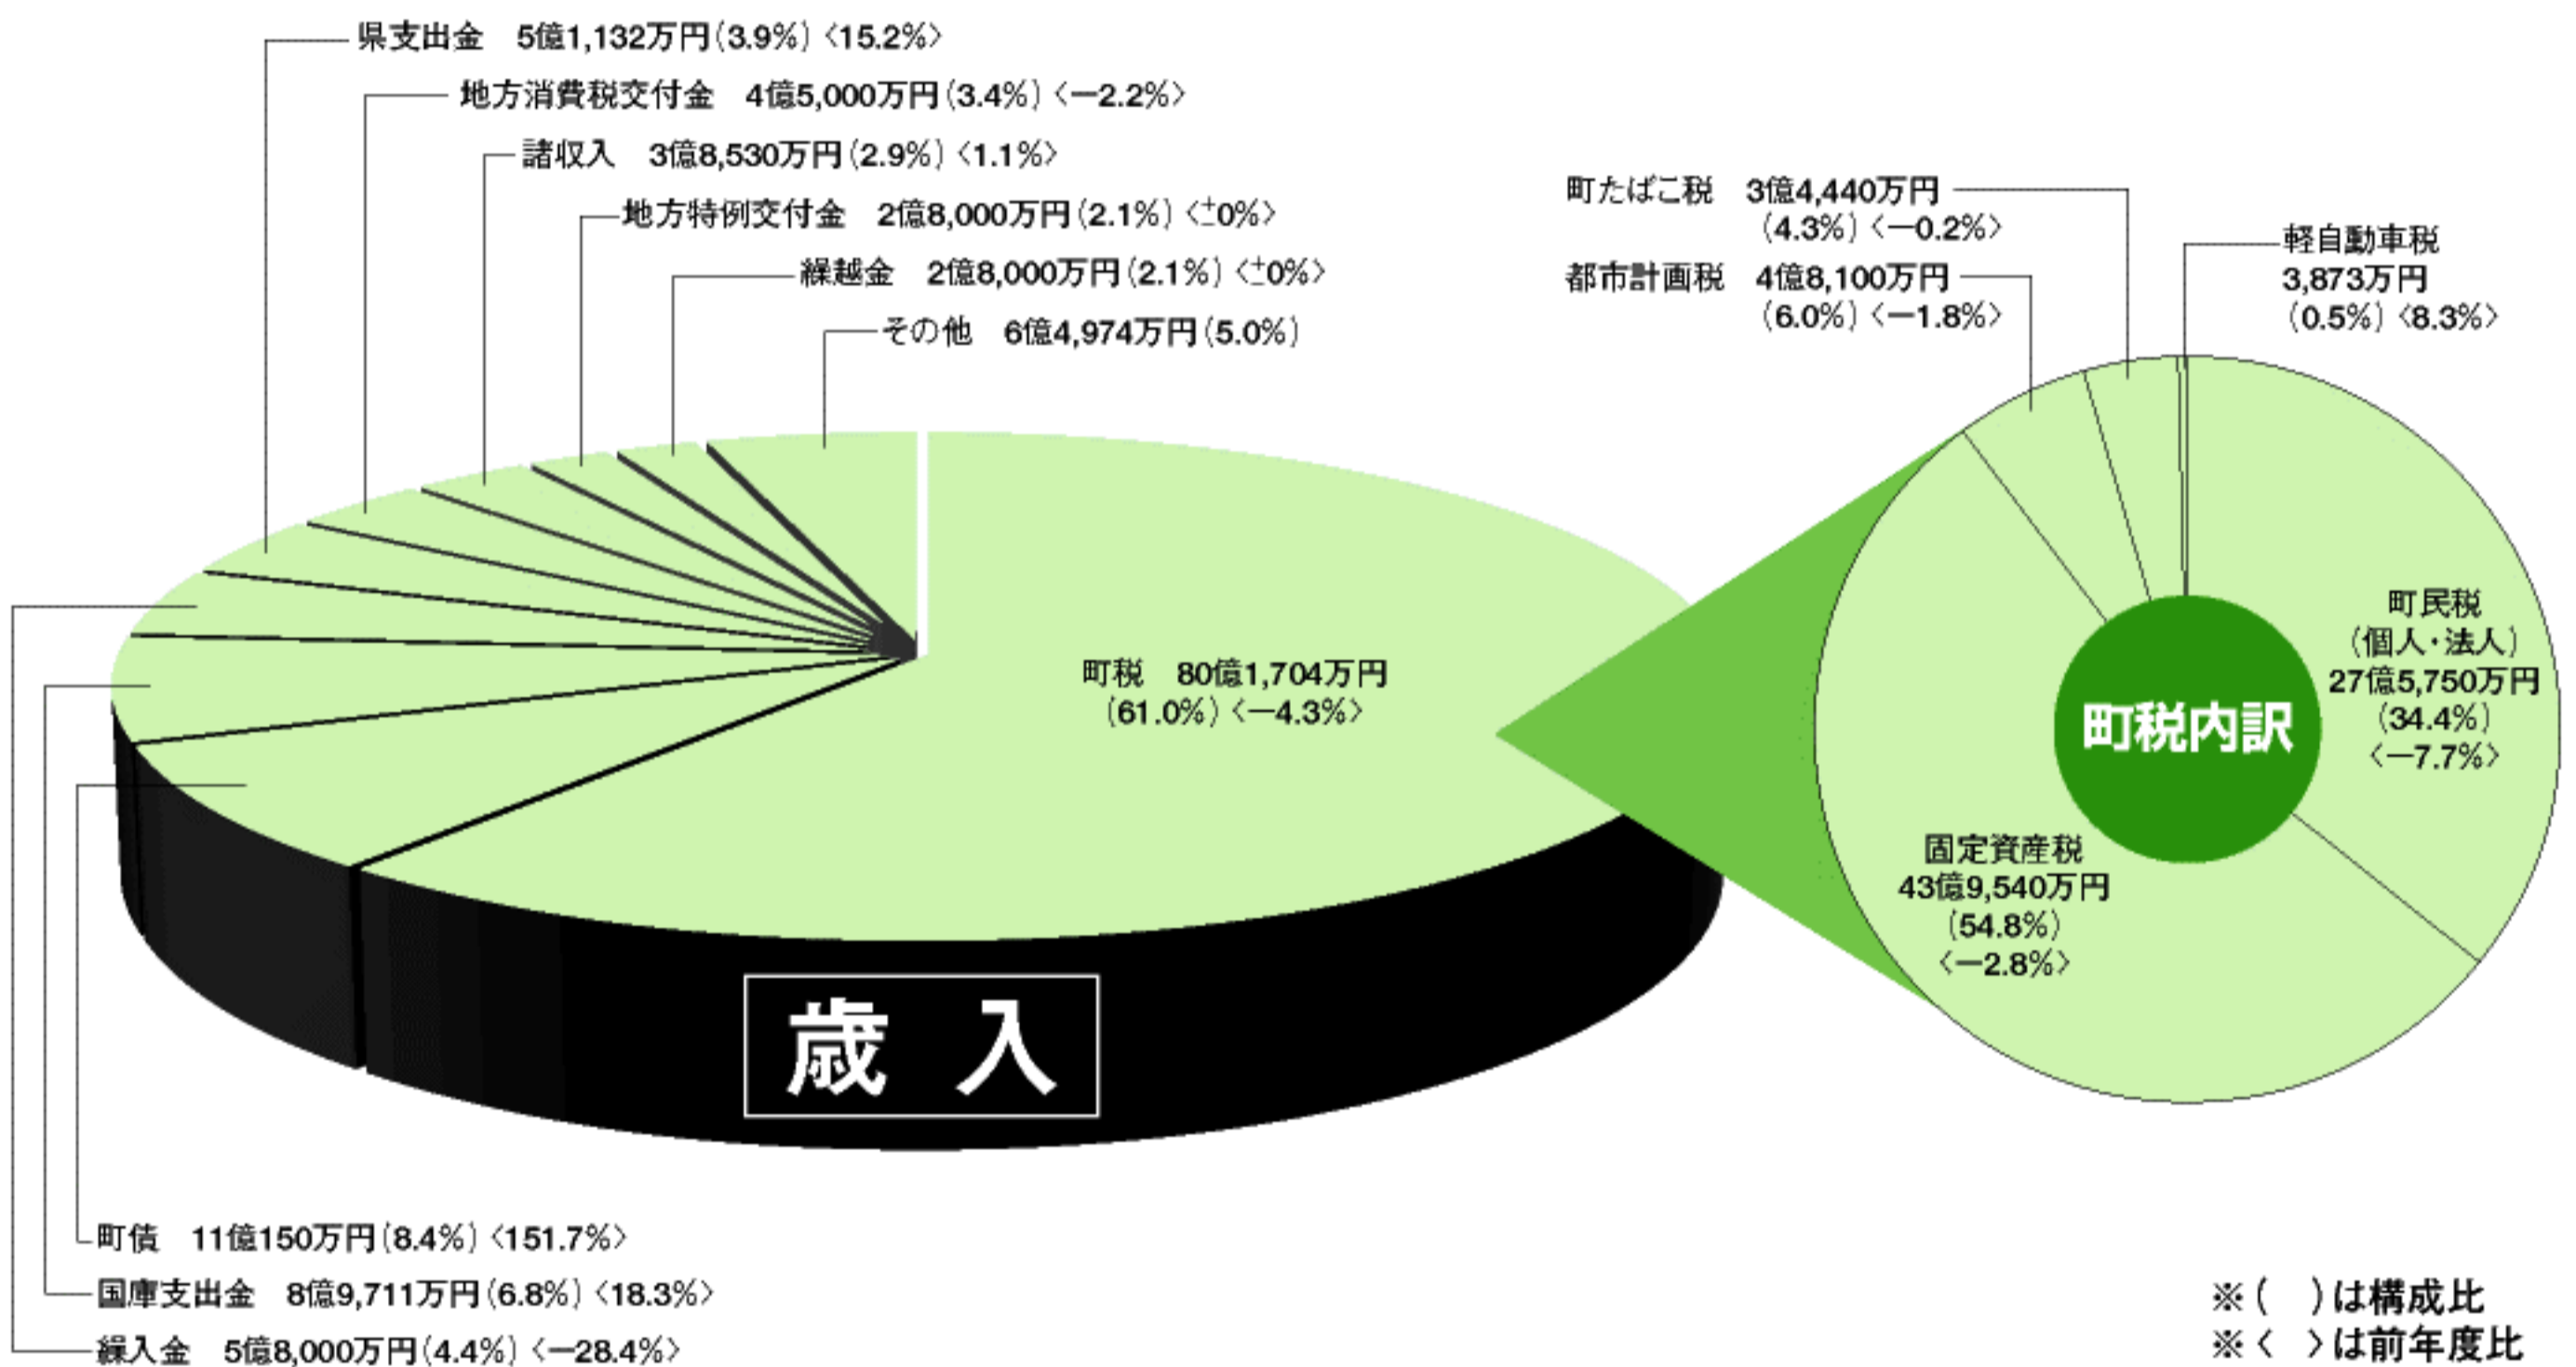 県支出金　5億1,132万円(3.9%)〈15.2%〉
地方消費税交付金　4億5,000万円(3.4%)〈－2.2%〉
諸収入　3億8,530万円(2.9%)〈1.1%〉
地方特例交付金　2億8,000万円(2.1%)〈±0%〉
繰越金　2億8,000万円(2.1%)〈±0%〉
その他　6億4,974万円(5.0%)
町税　80億1,704万円
(61.0%)〈－4.3%〉
歳入
町債　11億150万円(8.4%)〈151.7%〉
国庫支出金　8億9,711万円(6.8%)〈18.3%〉
繰入金　5億8,000万円(4.4%)〈－28.4%〉
町たばこ税　3億4,440万円
(4.3%)〈－0.2%〉
都市計画税　4億8,100万円
(6.0%)〈－1.8%〉
軽自動車税
3,873万円
(0.5%)〈8.3%〉
町民税
(個人・法人)
27億5,750万円
(34.4%)
〈－7.7%〉
町税内訳
固定資産税
43億9,540万円
(54.8%)
〈－2.8%〉
※(　)は構成比
※〈　〉は前年度比